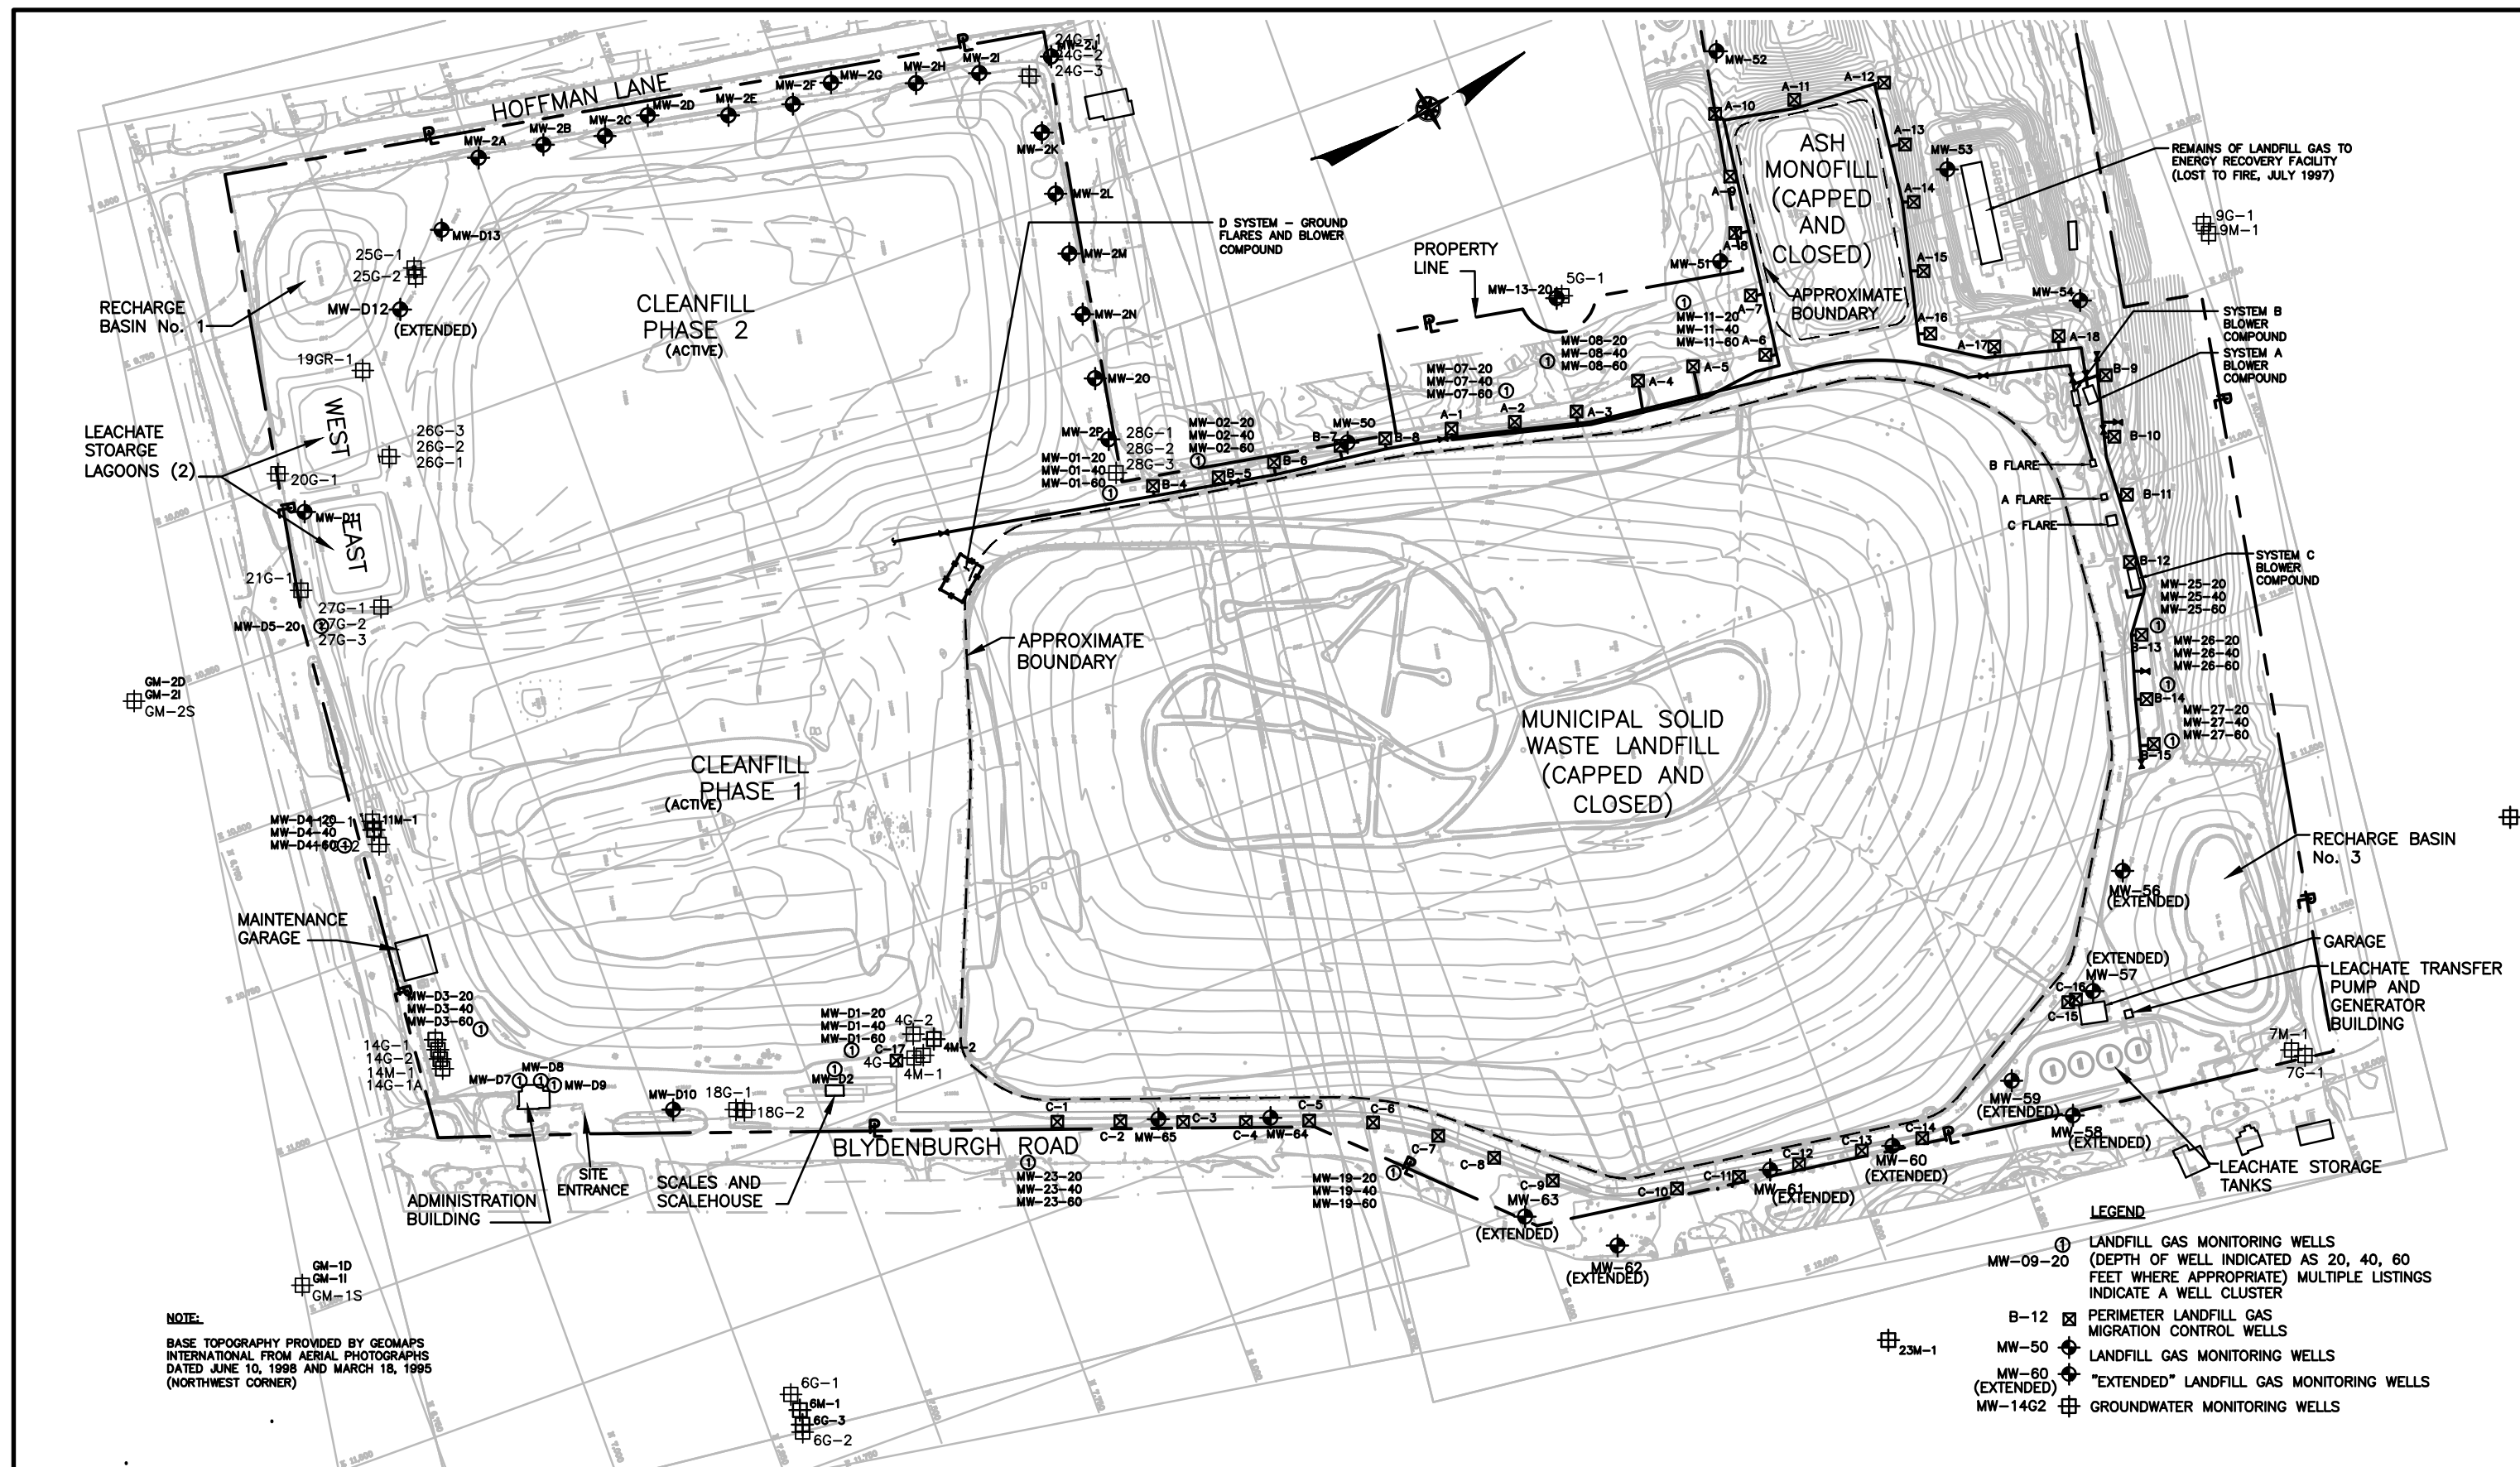 HOFFMAN LANE
MW-2A
MW-2B
MW-2C
MW-2D
MW-2E
MW-2F
MW-2G
MW-2H
MW-2I
MW-2J
24G-1
24G-2
24G-3
MW-2K
MW-2L
MW-2M
MW-2N
MW-2O
MW-2P
28G-1
28G-2
28G-3
MW-01-20
MW-01-40
MW-01-60
MW-D13
25G-1
25G-2
MW-D12
(EXTENDED)
RECHARGE
BASIN No. 1
CLEANFILL
PHASE 2
(ACTIVE)
D SYSTEM – GROUND
FLARES AND BLOWER
COMPOUND
19GR-1
WEST
EAST
LEACHATE
STOARGE
LAGOONS (2)
26G-3
26G-2
26G-1
20G-1
MW-D11
21G-1
27G-1
27G-2
27G-3
MW-D5-20
GM-2D
GM-2I
GM-2S
MW-52
A-12
A-11
A-10
A-13
MW-53
A-14
A-9
A-8
MW-51
A-15
ASH
MONOFILL
(CAPPED
AND
CLOSED)
REMAINS OF LANDFILL GAS TO
ENERGY RECOVERY FACILITY
(LOST TO FIRE, JULY 1997)
9G-1
9M-1
PROPERTY
LINE
5G-1
MW-13-20
MW-11-20
MW-11-40
MW-11-60
A-7
A-6
APPROXIMATE
BOUNDARY
A-16
A-17
A-18
MW-54
SYSTEM B
BLOWER
COMPOUND
SYSTEM A
BLOWER
COMPOUND
MW-08-20
MW-08-40
MW-08-60
MW-07-20
MW-07-40
MW-07-60
A-5
A-4
A-3
A-2
A-1
MW-02-20
MW-02-40
MW-02-60
MW-50
B-4
B-5
B-6
B-7
B-8
B-9
B-10
B FLARE
A FLARE
C FLARE
B-11
B-12
SYSTEM C
BLOWER
COMPOUND
MW-25-20
MW-25-40
MW-25-60
B-13
MW-26-20
MW-26-40
MW-26-60
B-14
MW-27-20
MW-27-40
MW-27-60
B-15
APPROXIMATE
BOUNDARY
CLEANFILL
PHASE 1
(ACTIVE)
MUNICIPAL SOLID
WASTE LANDFILL
(CAPPED AND
CLOSED)
MW-D4-20
MW-D4-40
MW-D4-60
11M-1
MAINTENANCE
GARAGE
MW-D3-20
MW-D3-40
MW-D3-60
14G-1
14G-2
14M-1
14G-1A
MW-D7
MW-D8
MW-D9
MW-D10
18G-1
18G-2
MW-D1-20
MW-D1-40
MW-D1-60
MW-D2
C-17
4G-2
4M-2
4M-1
BLYDENBURGH ROAD
SITE
ENTRANCE
ADMINISTRATION
BUILDING
SCALES AND
SCALEHOUSE
MW-23-20
MW-23-40
MW-23-60
C-1
C-2
MW-65
C-3
C-4
MW-64
C-5
C-6
C-7
C-8
C-9
MW-19-20
MW-19-40
MW-19-60
MW-63
(EXTENDED)
MW-62
(EXTENDED)
C-10
C-11
MW-61
(EXTENDED)
C-12
C-13
MW-60
(EXTENDED)
C-14
MW-59
(EXTENDED)
MW-58
(EXTENDED)
MW-56
(EXTENDED)
(EXTENDED)
MW-57
C-16
C-15
RECHARGE BASIN
No. 3
GARAGE
LEACHATE TRANSFER
PUMP AND
GENERATOR
BUILDING
7M-1
7G-1
LEACHATE STORAGE
TANKS
GM-1D
GM-1I
GM-1S
6G-1
6M-1
6G-3
6G-2
23M-1
NOTE:
BASE TOPOGRAPHY PROVIDED BY GEOMAPS
INTERNATIONAL FROM AERIAL PHOTOGRAPHS
DATED JUNE 10, 1998 AND MARCH 18, 1995
(NORTHWEST CORNER)
LEGEND
MW-09-20 ① LANDFILL GAS MONITORING WELLS
(DEPTH OF WELL INDICATED AS 20, 40, 60
FEET WHERE APPROPRIATE) MULTIPLE LISTINGS
INDICATE A WELL CLUSTER
B-12 PERIMETER LANDFILL GAS
MIGRATION CONTROL WELLS
MW-50 LANDFILL GAS MONITORING WELLS
MW-60
(EXTENDED) "EXTENDED" LANDFILL GAS MONITORING WELLS
MW-14G2 GROUNDWATER MONITORING WELLS